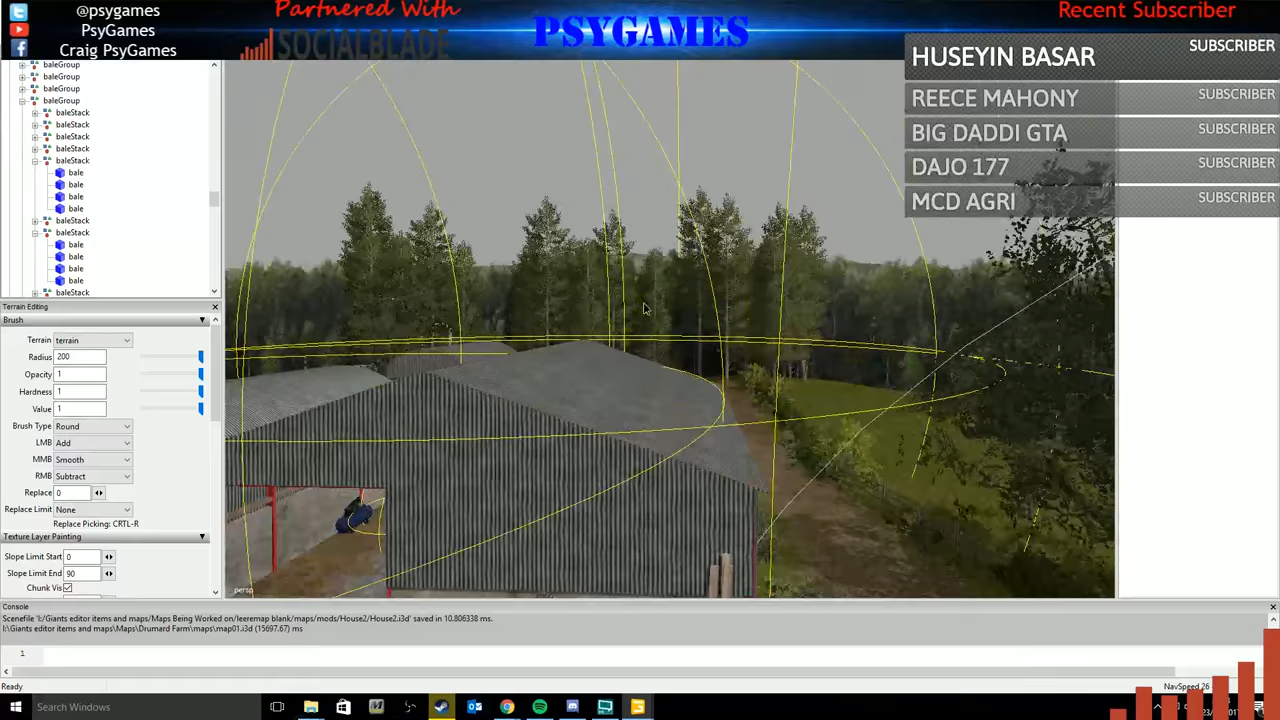 @psygames
PsyGames
Craig PsyGames
Partnered With
SOCIALBLADE
PSYGAMES
Recent Subscriber
HUSEYIN BASAR SUBSCRIBER
REECE MAHONY SUBSCRIBER
BIG DADDI GTA SUBSCRIBER
DAJO 177 SUBSCRIBER
MCD AGRI SUBSCRIBER
baleGroup
baleGroup
baleGroup
baleGroup
baleStack
baleStack
baleStack
baleStack
baleStack
bale
bale
bale
bale
baleStack
baleStack
bale
bale
bale
bale
baleStack
Terrain Editing
Brush
Terrain terrain
Radius 200
Opacity 1
Hardness 1
Value 1
Brush Type Round
LMB Add
MMB Smooth
RMB Subtract
Replace 0
Replace Limit None
Replace Picking: CRTL-R
Texture Layer Painting
Slope Limit Start 0
Slope Limit End 90
Chunk Vis
persp
Console
Scenefile 'I:/Giants editor items and maps/Maps Being Worked on/leeremap blank/maps/mods/House2/House2.i3d' saved in 10.806338 ms.
I:\Giants editor items and maps\Maps\Drumard Farm\maps\map01.i3d (15697.67) ms
1
Ready
NavSpeed 26
Search Windows